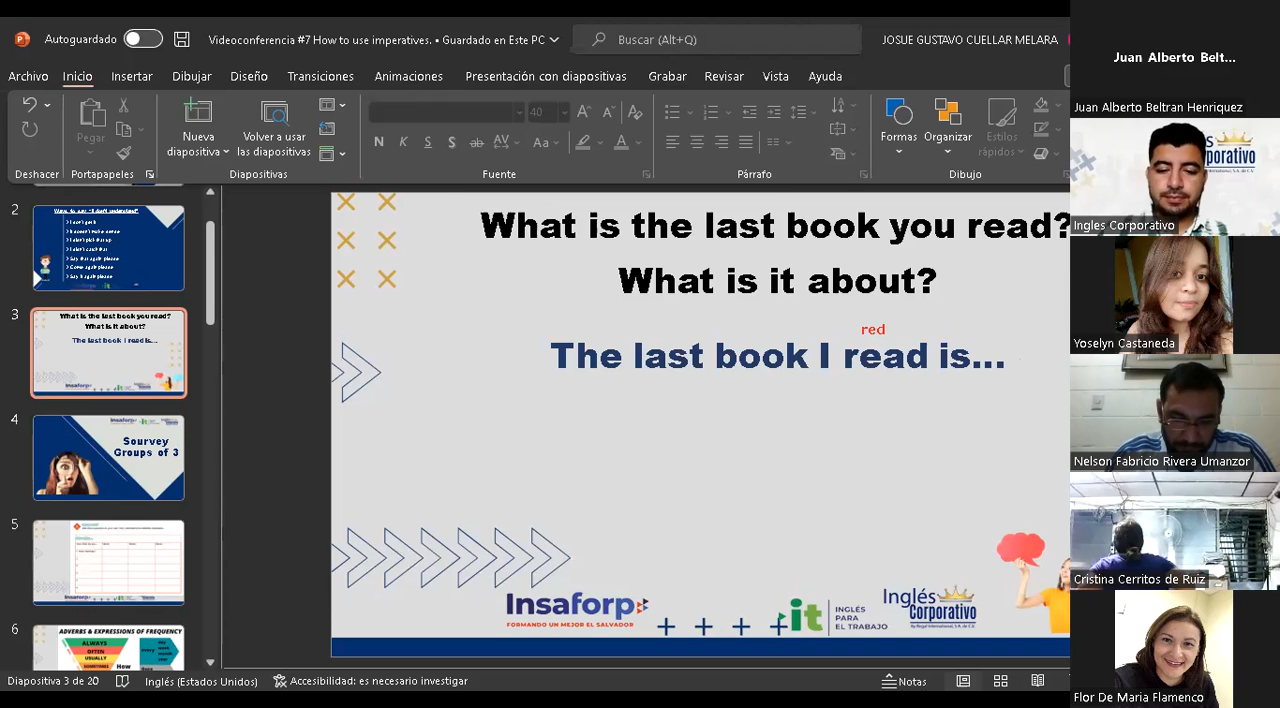 Autoguardado
Videoconferencia #7 How to use imperatives. • Guardado en Este PC
Buscar (Alt+Q)
JOSUE GUSTAVO CUELLAR MELARA
Archivo Inicio Insertar Dibujar Diseño Transiciones Animaciones Presentación con diapositivas Grabar Revisar Vista Ayuda
Pegar
Nueva diapositiva
Volver a usar las diapositivas
40
N K S S ab AV Aa A
Formas
Organizar
Estilos rápidos
Deshacer Portapapeles Diapositivas Fuente Párrafo Dibujo
2
3
What is the last book you read?
What is it about?
The last book I read is...
4
Sourvey
Groups of 3
5
6
ADVERBS & EXPRESSIONS OF FREQUENCY
ALWAYS
OFTEN
USUALLY
SOMETIMES
How
What is the last book you read?
What is it about?
red
The last book I read is...
Insaforp
FORMANDO UN MEJOR EL SALVADOR
it
INGLÉS
PARA
EL TRABAJO
Inglés
Corporativo
Diapositiva 3 de 20
Inglés (Estados Unidos)
Accesibilidad: es necesario investigar
Notas
Juan Alberto Belt...
Juan Alberto Beltran Henriquez
Ingles Corporativo
Yoselyn Castaneda
Nelson Fabricio Rivera Umanzor
Cristina Cerritos de Ruiz
Flor De Maria Flamenco